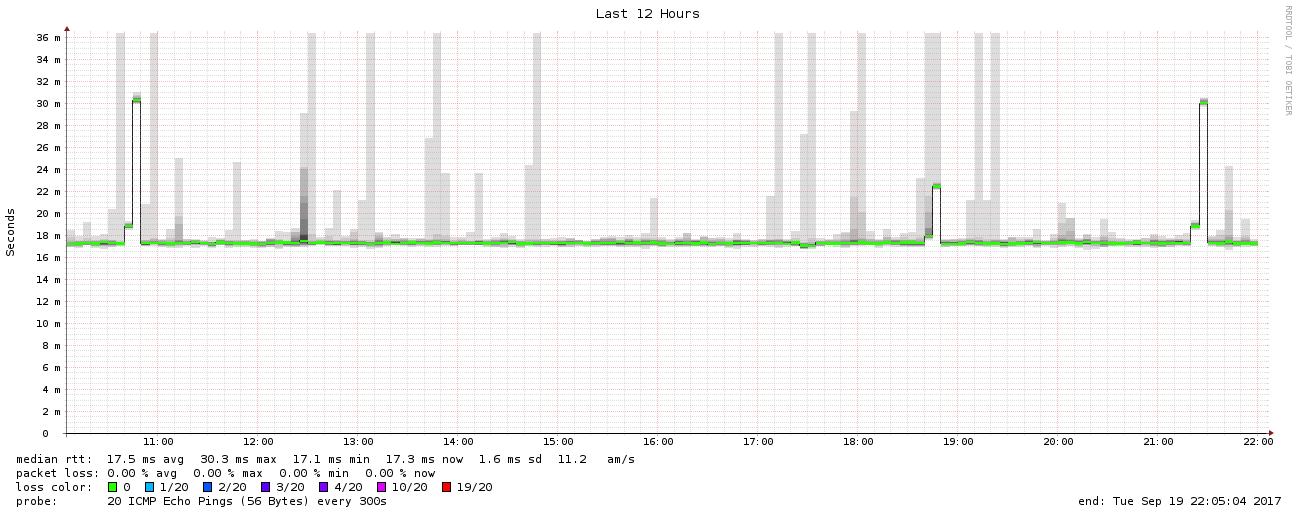 Last 12 Hours
RRDTOOL / TOBI OETIKER
Seconds
36 m
34 m
32 m
30 m
28 m
26 m
24 m
22 m
20 m
18 m
16 m
14 m
12 m
10 m
8 m
6 m
4 m
2 m
0
11:00 12:00 13:00 14:00 15:00 16:00 17:00 18:00 19:00 20:00 21:00 22:00
median rtt: 17.5 ms avg 30.3 ms max 17.1 ms min 17.3 ms now 1.6 ms sd 11.2 am/s
packet loss: 0.00 % avg 0.00 % max 0.00 % min 0.00 % now
loss color: 0 1/20 2/20 3/20 4/20 10/20 19/20
probe: 20 ICMP Echo Pings (56 Bytes) every 300s end: Tue Sep 19 22:05:04 2017